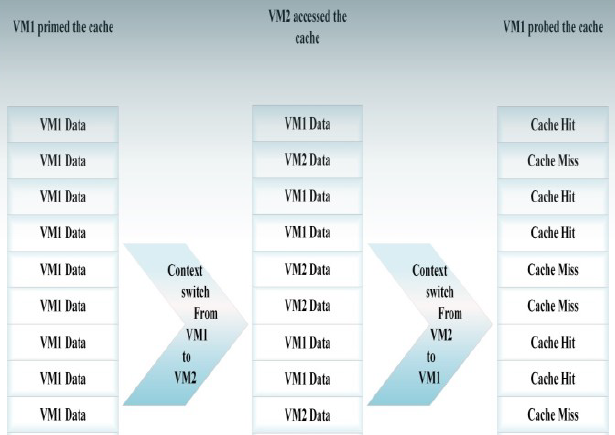 VM1 primed the cache
VM2 accessed the
cache
VM1 probed the cache
VM1 Data
VM1 Data
VM1 Data
VM1 Data
VM1 Data
VM1 Data
VM1 Data
VM1 Data
VM1 Data
Context
switch
From
VM1
to
VM2
VM1 Data
VM2 Data
VM1 Data
VM1 Data
VM2 Data
VM2 Data
VM1 Data
VM1 Data
VM2 Data
Context
switch
From
VM2
to
VM1
Cache Hit
Cache Miss
Cache Hit
Cache Hit
Cache Miss
Cache Miss
Cache Hit
Cache Hit
Cache Miss